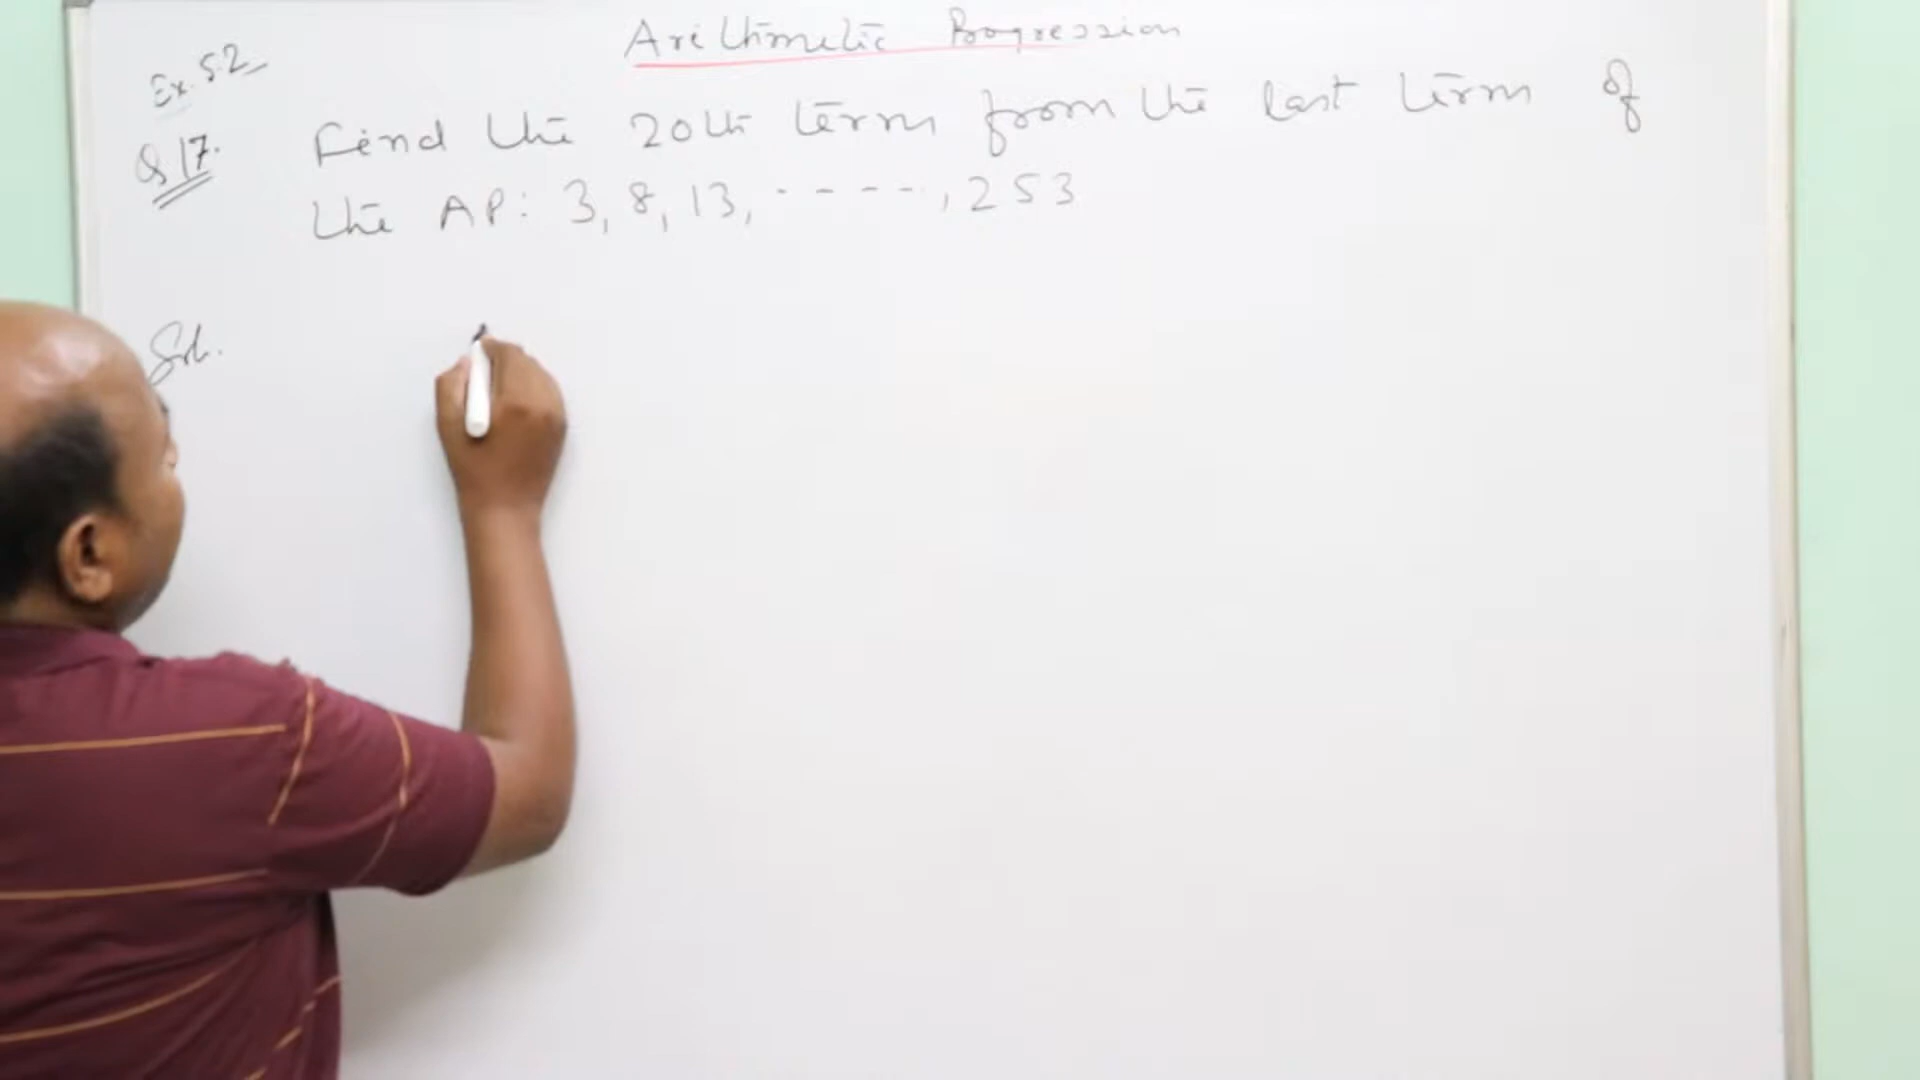 Arithmetic Progression
Ex. 5.2
Q 17. Find the 20th term from the last term of
the AP: 3, 8, 13, - - - - -, 253
Sol.